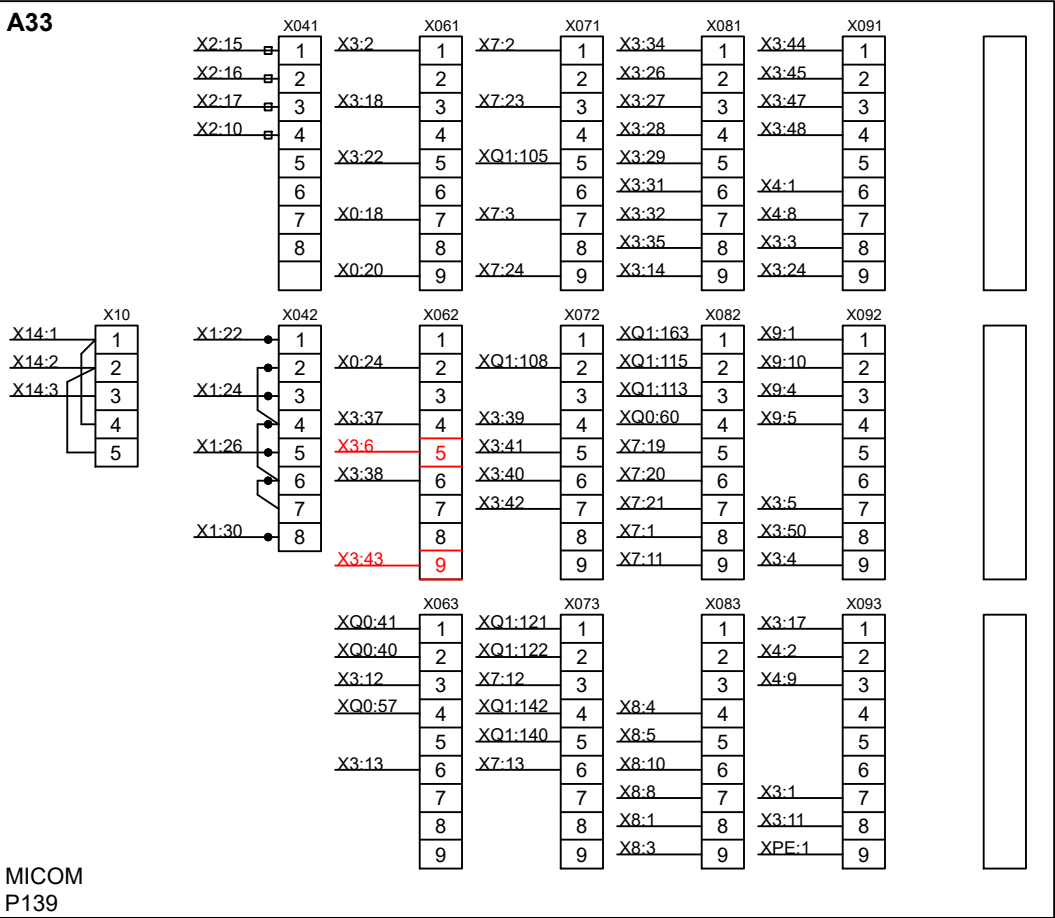 A33 X041 X061 X071 X081 X091
X2:15 1 X3:2 1 X7:2 1 X3:34 1 X3:44 1
X2:16 2 2 2 X3:26 2 X3:45 2
X2:17 3 X3:18 3 X7:23 3 X3:27 3 X3:47 3
X2:10 4 4 4 X3:28 4 X3:48 4
5 X3:22 5 XQ1:105 5 X3:29 5 5
6 6 6 X3:31 6 X4:1 6
7 X0:18 7 X7:3 7 X3:32 7 X4:8 7
8 8 8 X3:35 8 X3:3 8
X0:20 9 X7:24 9 X3:14 9 X3:24 9
X10 X042 X062 X072 X082 X092
X14:1 1 X1:22 1 1 1 XQ1:163 1 X9:1 1
X14:2 2 2 X0:24 2 XQ1:108 2 XQ1:115 2 X9:10 2
X14:3 3 X1:24 3 3 3 XQ1:113 3 X9:4 3
4 4 X3:37 4 X3:39 4 XQ0:60 4 X9:5 4
5 X1:26 5 X3:6 5 X3:41 5 X7:19 5 5
6 X3:38 6 X3:40 6 X7:20 6 6
7 7 X3:42 7 X7:21 7 X3:5 7
X1:30 8 8 8 X7:1 8 X3:50 8
X3:43 9 9 X7:11 9 X3:4 9
X063 X073 X083 X093
XQ0:41 1 XQ1:121 1 1 X3:17 1
XQ0:40 2 XQ1:122 2 2 X4:2 2
X3:12 3 X7:12 3 3 X4:9 3
XQ0:57 4 XQ1:142 4 X8:4 4 4
5 XQ1:140 5 X8:5 5 5
X3:13 6 X7:13 6 X8:10 6 6
7 7 X8:8 7 X3:1 7
8 8 X8:1 8 X3:11 8
9 9 X8:3 9 XPE:1 9
MICOM
P139